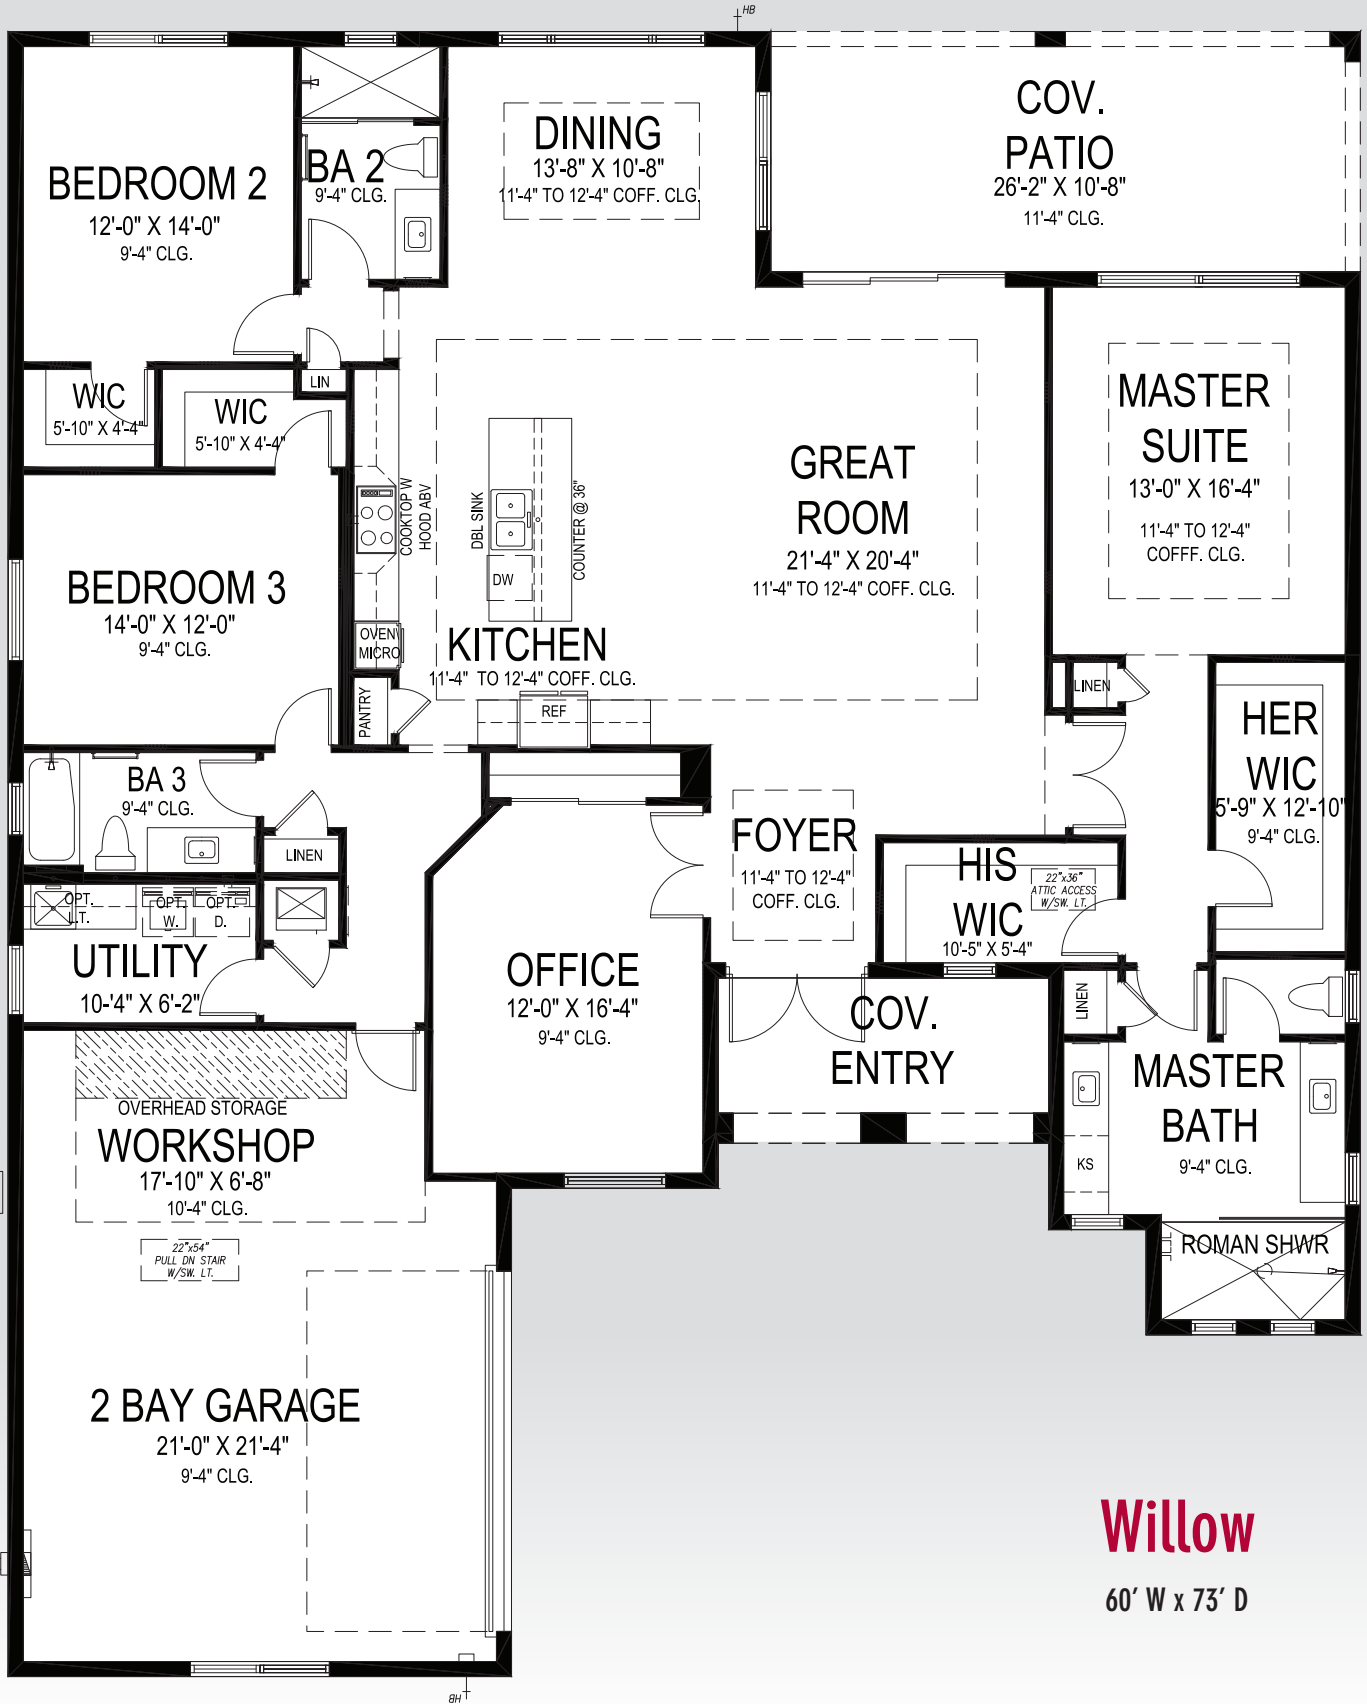 HB
BEDROOM 2
12'-0" X 14'-0"
9'-4" CLG.
BA 2
9'-4" CLG.
DINING
13'-8" X 10'-8"
11'-4" TO 12'-4" COFF. CLG.
COV.
PATIO
26'-2" X 10'-8"
11'-4" CLG.
WIC
5'-10" X 4'-4"
WIC
5'-10" X 4'-4"
LIN
COOKTOP W
HOOD ABV
DBL SINK
DW
COUNTER @ 36"
GREAT
ROOM
21'-4" X 20'-4"
11'-4" TO 12'-4" COFF. CLG.
MASTER
SUITE
13'-0" X 16'-4"
11'-4" TO 12'-4"
COFFF. CLG.
BEDROOM 3
14'-0" X 12'-0"
9'-4" CLG.
OVEN\
MICRO
KITCHEN
11'-4" TO 12'-4" COFF. CLG.
PANTRY
REF
LINEN
HER
WIC
5'-9" X 12'-10"
9'-4" CLG.
BA 3
9'-4" CLG.
LINEN
FOYER
11'-4" TO 12'-4"
COFF. CLG.
HIS
WIC
10'-5" X 5'-4"
22"x36"
ATTIC ACCESS
W/SW. LT.
OPT.
L.T.
OPT.
W.
OPT.
D.
UTILITY
10-'4" X 6'-2"
OFFICE
12'-0" X 16'-4"
9'-4" CLG.
COV.
ENTRY
LINEN
MASTER
BATH
9'-4" CLG.
KS
ROMAN SHWR
OVERHEAD STORAGE
WORKSHOP
17'-10" X 6'-8"
10'-4" CLG.
22"x54"
PULL DN STAIR
W/SW. LT.
2 BAY GARAGE
21'-0" X 21'-4"
9'-4" CLG.
HB
Willow
60' W x 73' D